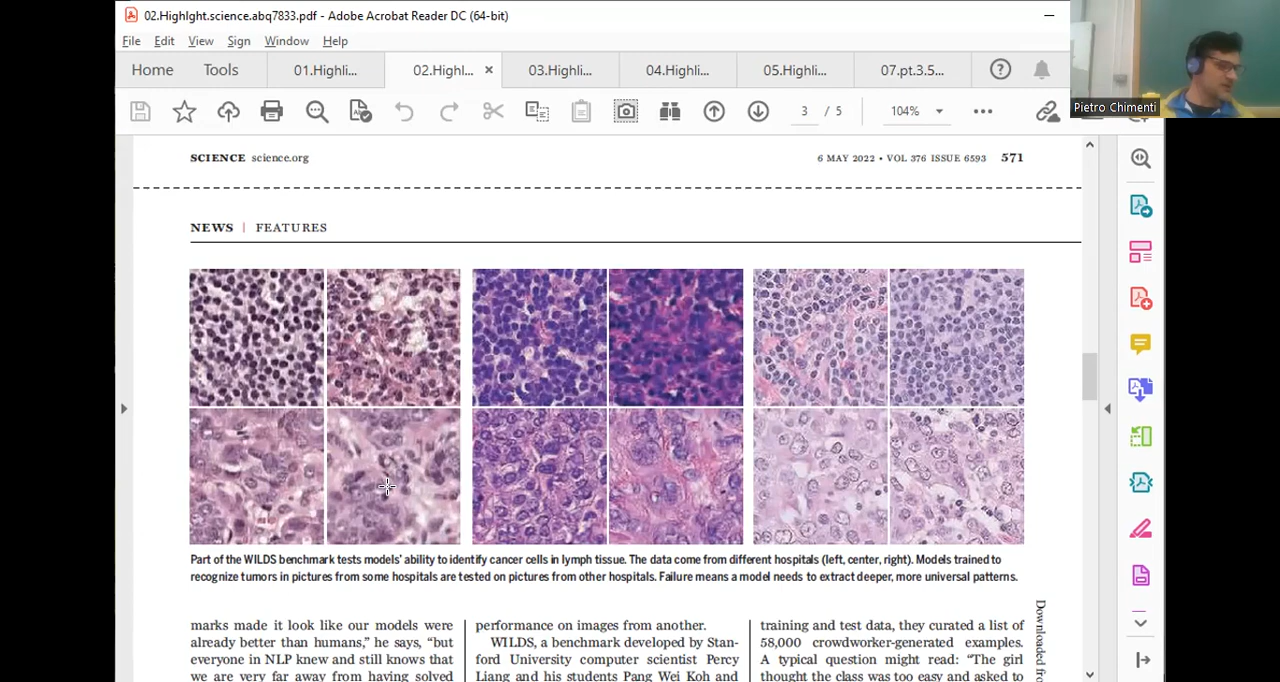 02.Highlght.science.abq7833.pdf - Adobe Acrobat Reader DC (64-bit)
File Edit View Sign Window Help
Home Tools 01.Highli... 02.Highl... × 03.Highli... 04.Highli... 05.Highli... 07.pt.3.5...
Pietro Chimenti
3 / 5 104%
SCIENCE science.org
6 MAY 2022 • VOL 376 ISSUE 6593 571
NEWS | FEATURES
Part of the WILDS benchmark tests models' ability to identify cancer cells in lymph tissue. The data come from different hospitals (left, center, right). Models trained to
recognize tumors in pictures from some hospitals are tested on pictures from other hospitals. Failure means a model needs to extract deeper, more universal patterns.
marks made it look like our models were
already better than humans,” he says, “but
everyone in NLP knew and still knows that
we are very far away from having solved
performance on images from another.
WILDS, a benchmark developed by Stan-
ford University computer scientist Percy
Liang and his students Pang Wei Koh and
training and test data, they curated a list of
58,000 crowdworker-generated examples.
A typical question might read: “The girl
thought the class was too easy and asked to
Downloaded fro